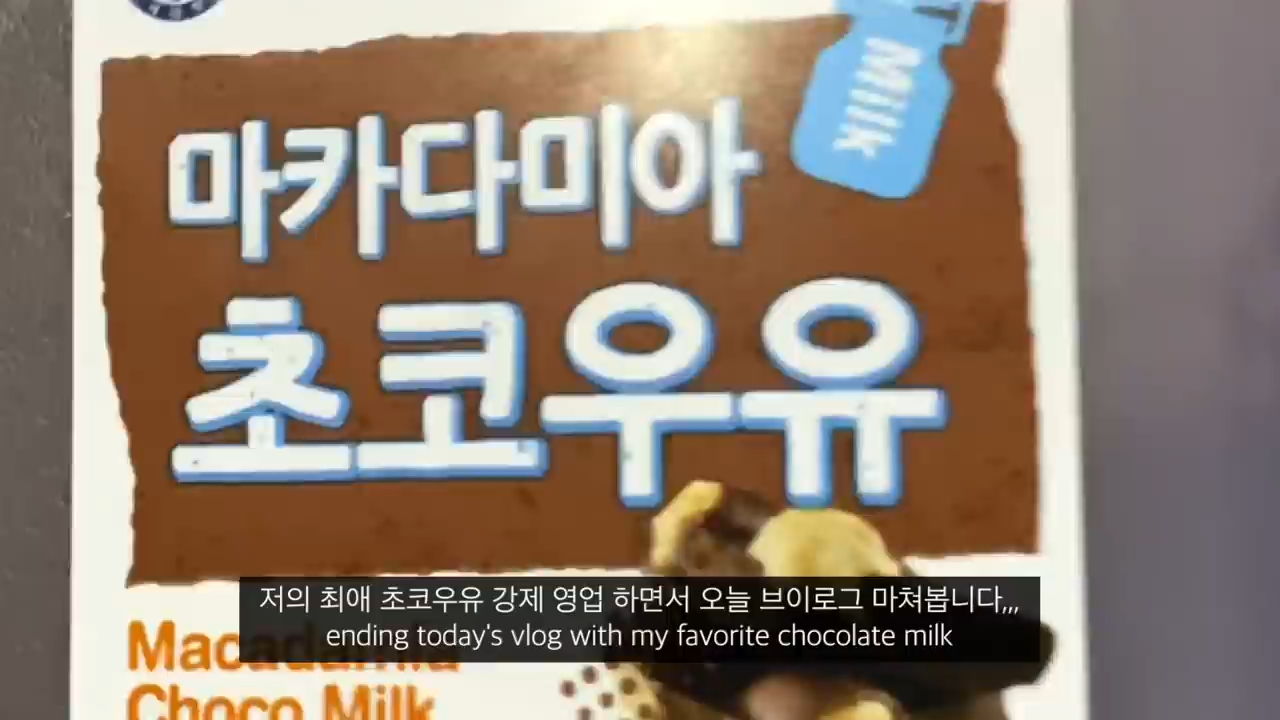 Milk
마카다미아
초코우유
저의 최애 초코우유 강제 영업 하면서 오늘 브이로그 마쳐봅니다,,,
ending today's vlog with my favorite chocolate milk
Macadamia
Choco Milk